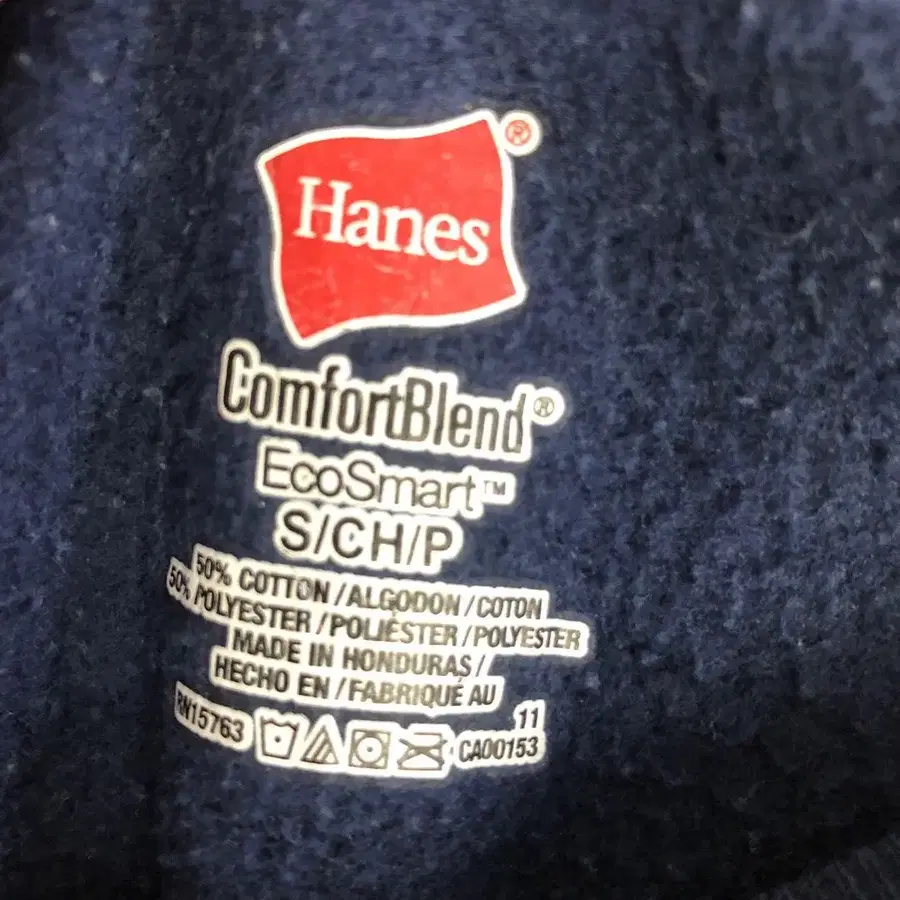 Hanes®
ComfortBlend®
EcoSmart™
S/CH/P
50% COTTON/ALGODON/COTON
50% POLYESTER/POLIÉSTER/POLYESTER
MADE IN HONDURAS/
HECHO EN/FABRIQUÉ AU
11
RN15763 CA00153